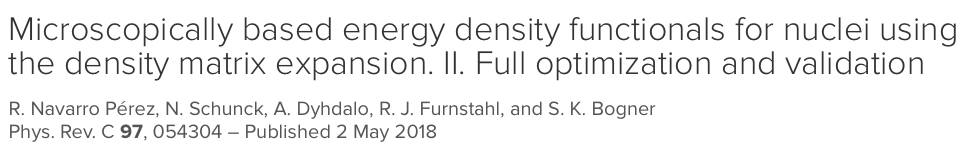 Microscopically based energy density functionals for nuclei using
the density matrix expansion. II. Full optimization and validation
R. Navarro Pérez, N. Schunck, A. Dyhdalo, R. J. Furnstahl, and S. K. Bogner
Phys. Rev. C 97, 054304 – Published 2 May 2018